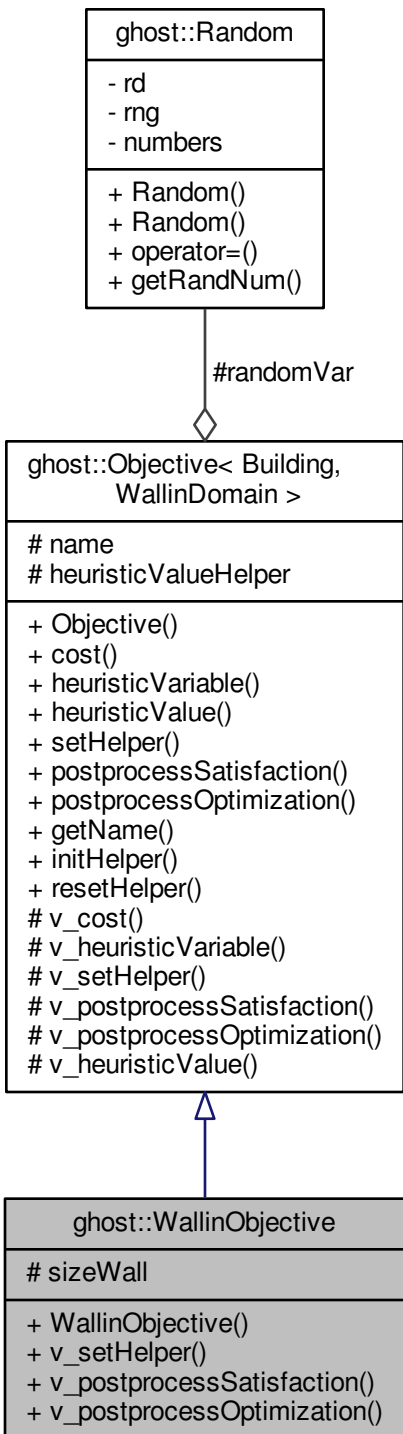 ghost::Random
- rd
- rng
- numbers
+ Random()
+ Random()
+ operator=()
+ getRandNum()
#randomVar
ghost::Objective< Building,
WallinDomain >
# name
# heuristicValueHelper
+ Objective()
+ cost()
+ heuristicVariable()
+ heuristicValue()
+ setHelper()
+ postprocessSatisfaction()
+ postprocessOptimization()
+ getName()
+ initHelper()
+ resetHelper()
# v_cost()
# v_heuristicVariable()
# v_setHelper()
# v_postprocessSatisfaction()
# v_postprocessOptimization()
# v_heuristicValue()
ghost::WallinObjective
# sizeWall
+ WallinObjective()
+ v_setHelper()
+ v_postprocessSatisfaction()
+ v_postprocessOptimization()